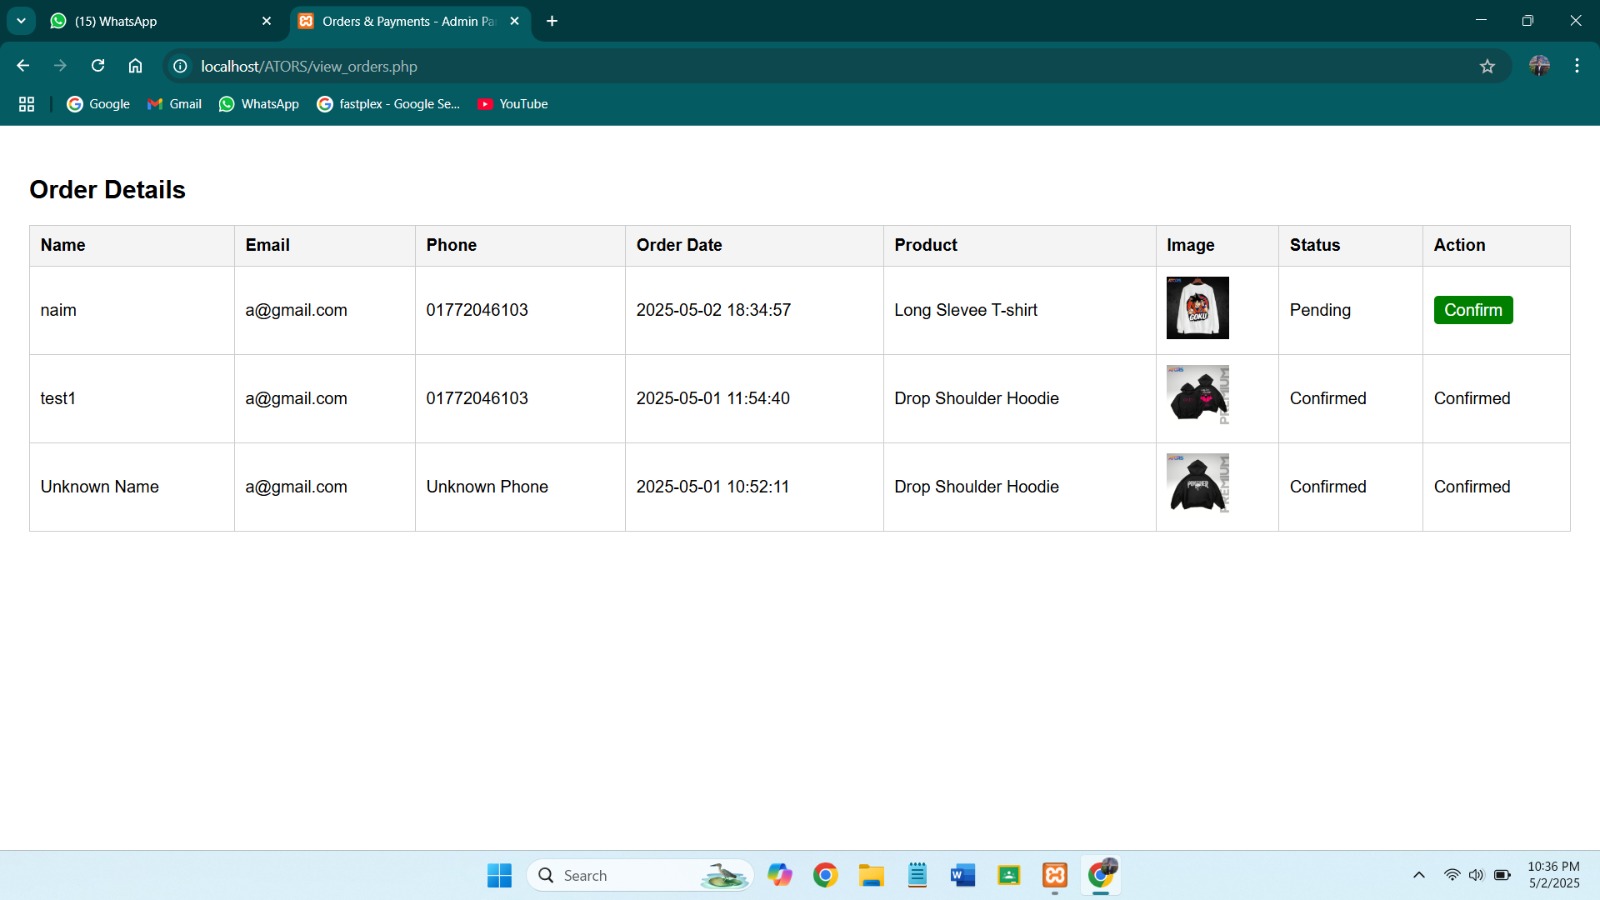 (15) WhatsApp
Orders & Payments - Admin Pa
localhost/ATORS/view_orders.php
Google Gmail WhatsApp fastplex - Google Se... YouTube
Order Details
Name Email Phone Order Date Product Image Status Action
naim a@gmail.com 01772046103 2025-05-02 18:34:57 Long Slevee T-shirt GOKU Pending Confirm
test1 a@gmail.com 01772046103 2025-05-01 11:54:40 Drop Shoulder Hoodie PREMIUM Confirmed Confirmed
Unknown Name a@gmail.com Unknown Phone 2025-05-01 10:52:11 Drop Shoulder Hoodie PREMIUM Confirmed Confirmed
Search
10:36 PM
5/2/2025